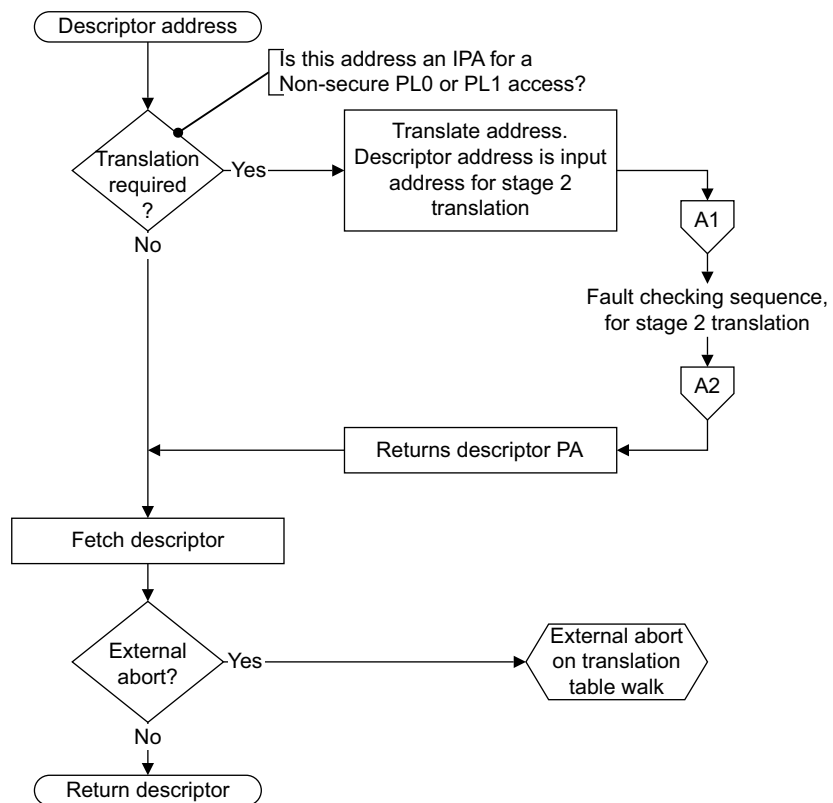 Descriptor address
Is this address an IPA for a
Non-secure PL0 or PL1 access?
Translation
required
?
Yes
No
Translate address.
Descriptor address is input
address for stage 2
translation
A1
Fault checking sequence,
for stage 2 translation
A2
Returns descriptor PA
Fetch descriptor
External
abort?
Yes
External abort
on translation
table walk
No
Return descriptor